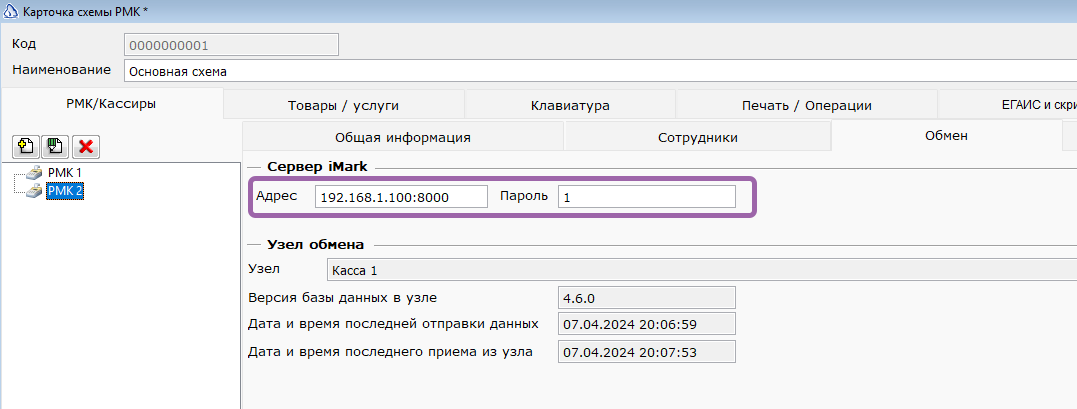 Карточка схемы РМК *
Код 0000000001
Наименование Основная схема
РМК/Кассиры Товары / услуги Клавиатура Печать / Операции ЕГАИС и скри
Общая информация Сотрудники Обмен
РМК 1
РМК 2
Сервер iMark
Адрес 192.168.1.100:8000 Пароль 1
Узел обмена
Узел Касса 1
Версия базы данных в узле 4.6.0
Дата и время последней отправки данных 07.04.2024 20:06:59
Дата и время последнего приема из узла 07.04.2024 20:07:53